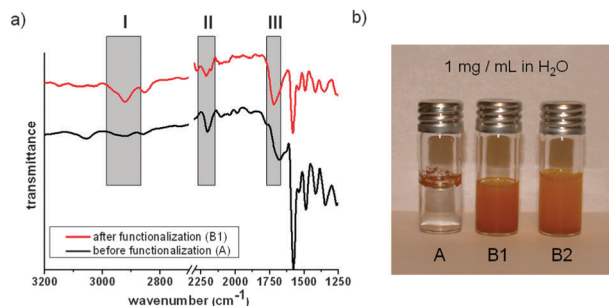 a)
I
II
III
transmittance
after functionalization (B1)
before functionalization (A)
3200
3000
2800
2250
2000
1750
1500
1250
wavenumber (cm⁻¹)
b)
1 mg / mL in H₂O
A
B1
B2